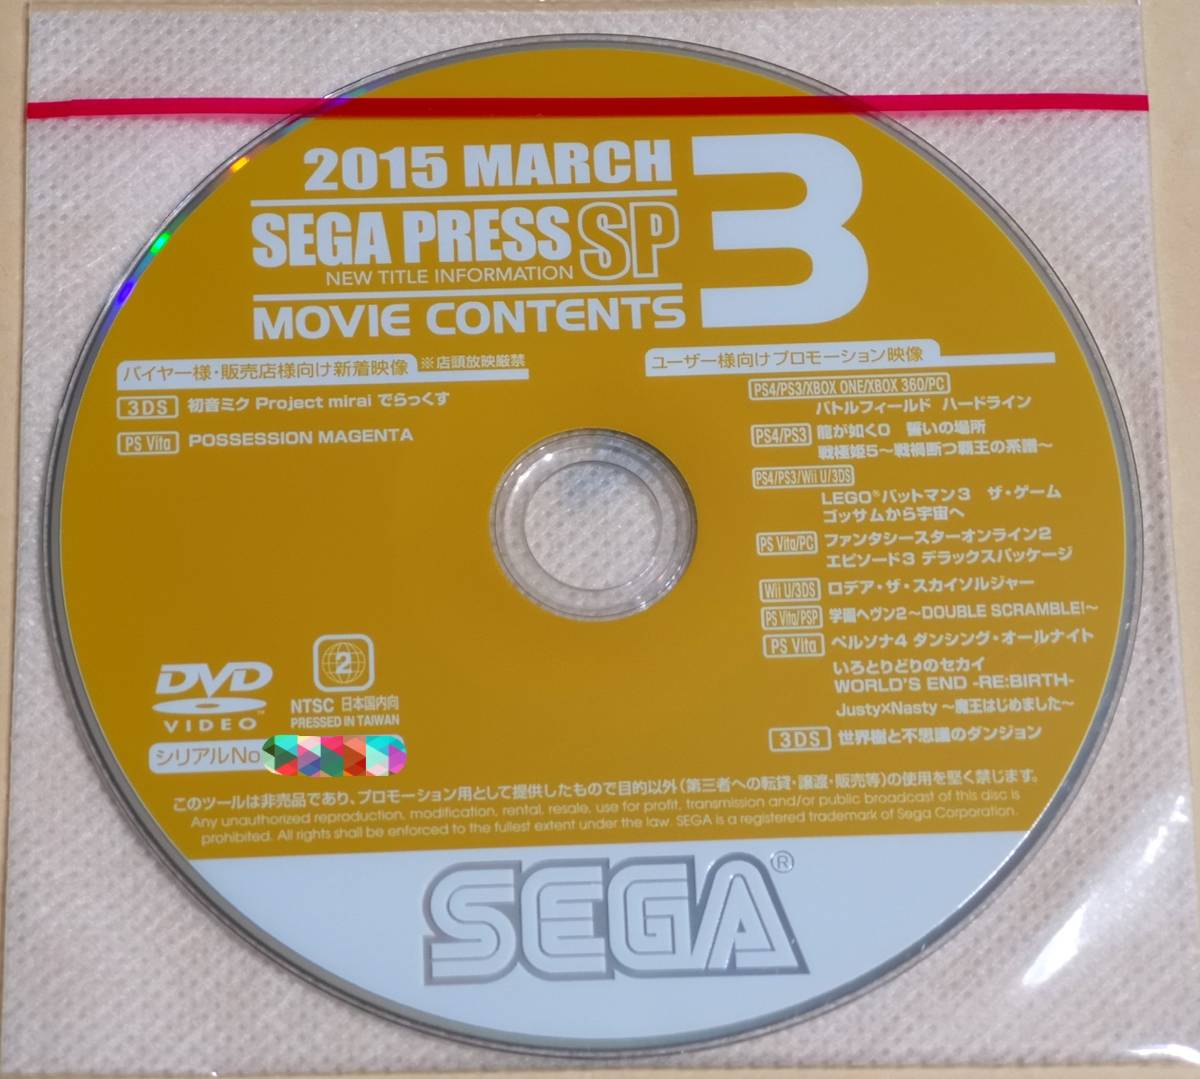 2015 MARCH
3
SEGA PRESS SP
NEW TITLE INFORMATION
MOVIE CONTENTS
バイヤー様・販売店様向け新着映像 ※店頭放映厳禁
3DS 初音ミク Project mirai でらっくす
PS Vita POSSESSION MAGENTA
ユーザー様向けプロモーション映像
PS4/PS3/XBOX ONE/XBOX 360/PC
バトルフィールド ハードライン
PS4/PS3 龍が如く0 誓いの場所
戦極姫5～戦禍断つ覇王の系譜～
PS4/PS3/Wii U/3DS
LEGO®バットマン3 ザ・ゲーム
ゴッサムから宇宙へ
PS Vita/PC ファンタシースターオンライン2
エピソード3 デラックスパッケージ
Wii U/3DS ロデア・ザ・スカイソルジャー
PS Vita/PSP 学園ヘヴン2～DOUBLE SCRAMBLE!～
PS Vita ペルソナ4 ダンシング・オールナイト
いろとりどりのセカイ
WORLD'S END -RE:BIRTH-
Justy×Nasty ～魔王はじめました～
3DS 世界樹と不思議のダンジョン
DVD
VIDEO™
2
NTSC 日本国内向
PRESSED IN TAIWAN
シリアルNo
このツールは非売品であり、プロモーション用として提供したもので目的以外(第三者への転貸・譲渡・販売等)の使用を堅く禁じます。
Any unauthorized reproduction, modification, rental, resale, use for profit, transmission and/or public broadcast of this disc is
prohibited. All rights shall be enforced to the fullest extent under the law. SEGA is a registered trademark of Sega Corporation.
SEGA®